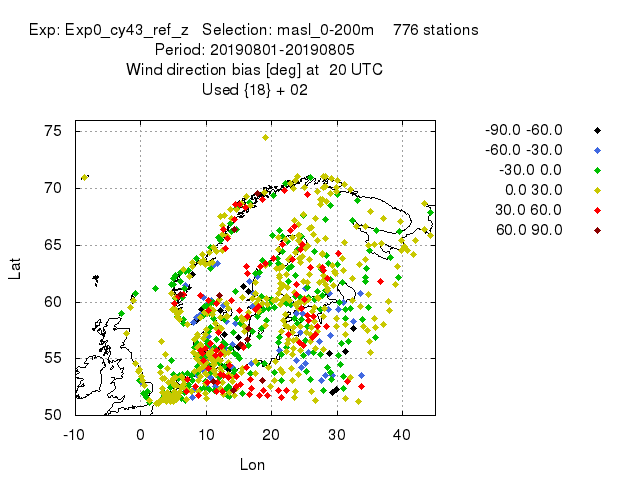 Exp: Exp0_cy43_ref_z   Selection: masl_0-200m    776 stations
Period: 20190801-20190805
Wind direction bias [deg] at  20 UTC
Used {18} + 02
-90.0 -60.0
-60.0 -30.0
-30.0 0.0
0.0 30.0
30.0 60.0
60.0 90.0
75
70
65
60
55
50
Lat
-10 0 10 20 30 40
Lon